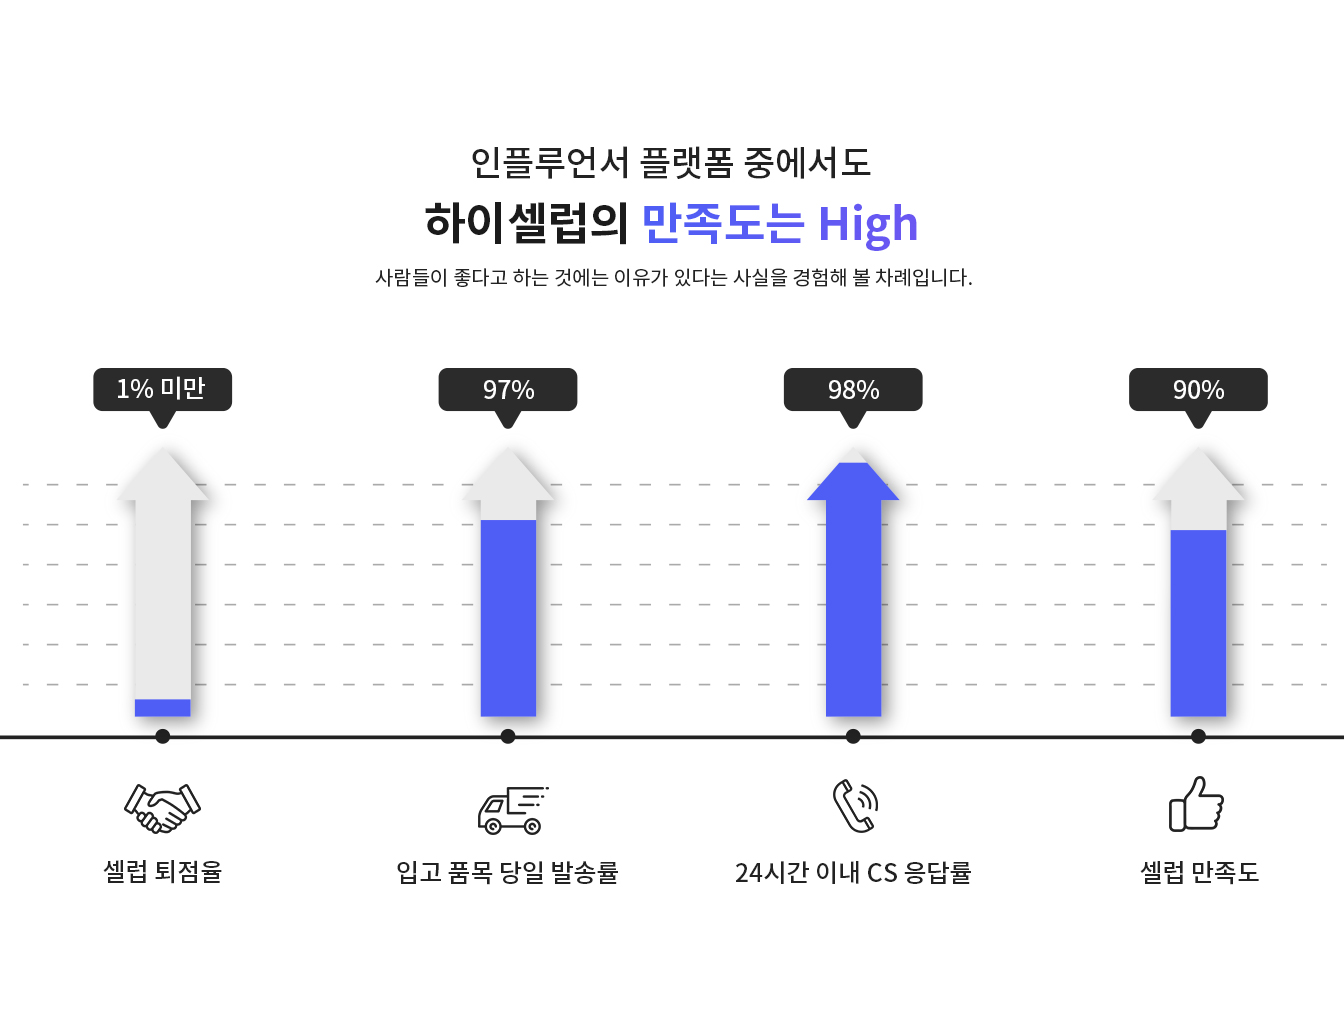 인플루언서 플랫폼 중에서도
하이셀럽의 만족도는 High
사람들이 좋다고 하는 것에는 이유가 있다는 사실을 경험해 볼 차례입니다.
1% 미만
97%
98%
90%
셀럽 퇴점율
입고 품목 당일 발송률
24시간 이내 CS 응답률
셀럽 만족도